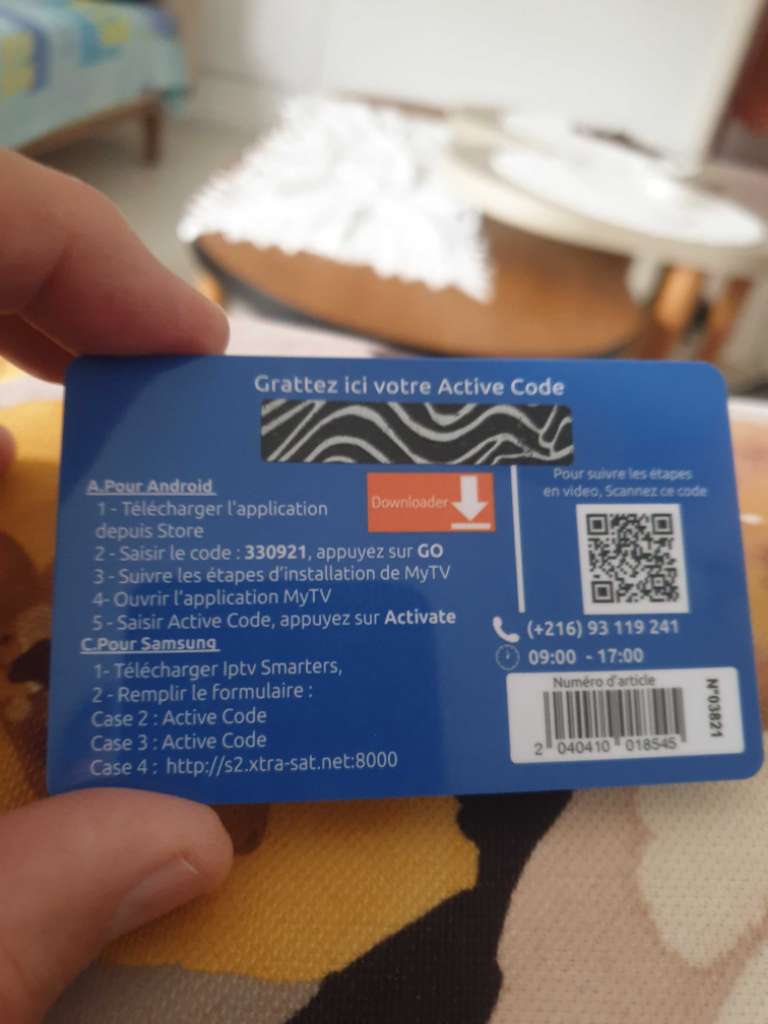 Grattez ici votre Active Code
A.Pour Android
1 - Télécharger l'application
depuis Store
Downloader
2 - Saisir le code : 330921, appuyez sur GO
3 - Suivre les étapes d'installation de MyTV
4- Ouvrir l'application MyTV
5 - Saisir Active Code, appuyez sur Activate
C.Pour Samsung
1- Télécharger Iptv Smarters,
2 - Remplir le formulaire :
Case 2 : Active Code
Case 3 : Active Code
Case 4 : http://s2.xtra-sat.net:8000
Pour suivre les étapes
en video, Scannez ce code
(+216) 93 119 241
09:00 - 17:00
Numéro d'article
2 040410 018545
N°03821